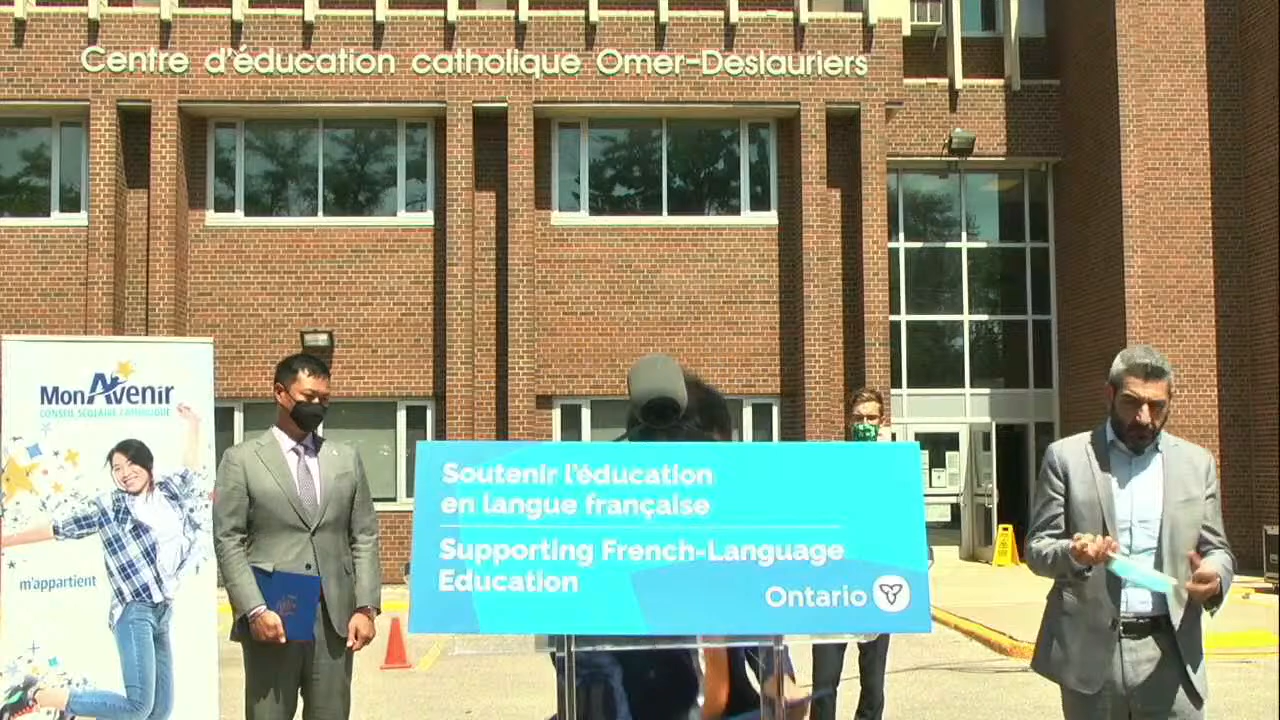 Centre d'éducation catholique Omer-Deslauriers
MonAvenir
CONSEIL SCOLAIRE CATHOLIQUE
m'appartient
Soutenir l'éducation
en langue française
Supporting French-Language
Education
Ontario